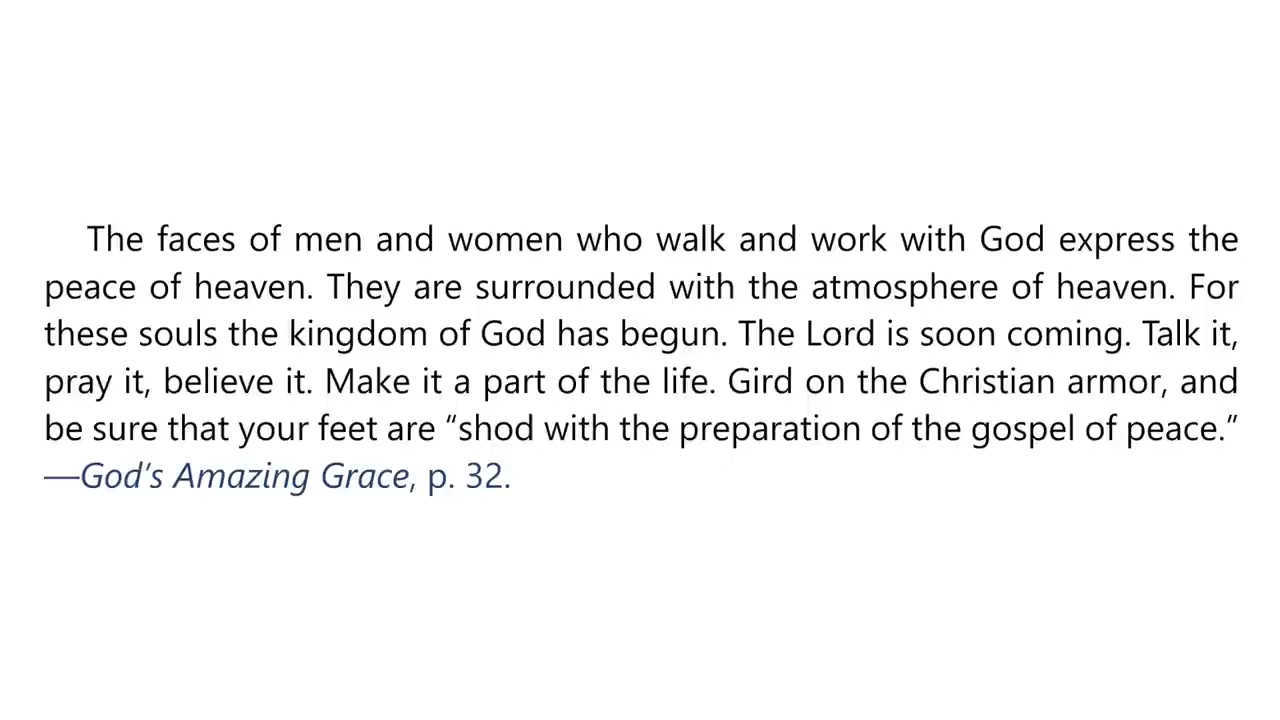 The faces of men and women who walk and work with God express the
peace of heaven. They are surrounded with the atmosphere of heaven. For
these souls the kingdom of God has begun. The Lord is soon coming. Talk it,
pray it, believe it. Make it a part of the life. Gird on the Christian armor, and
be sure that your feet are “shod with the preparation of the gospel of peace.”
—God’s Amazing Grace, p. 32.